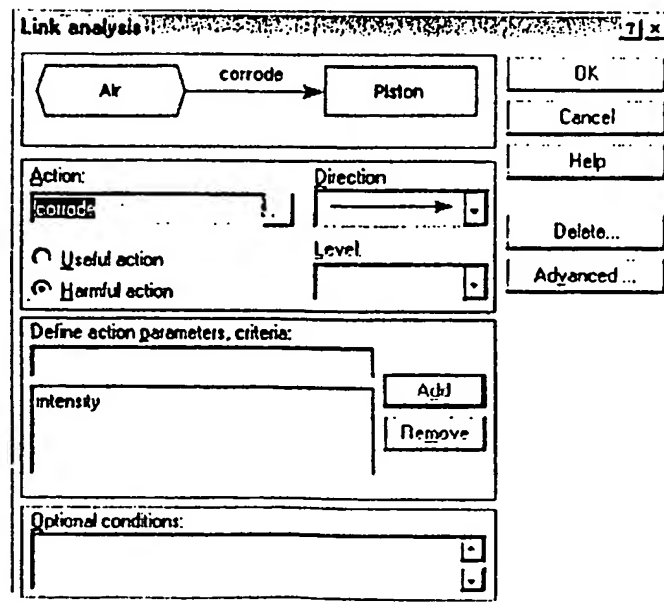 Link analysis
Air
corrode
Piston
OK
Cancel
Help
Action:
corrode
Direction
Useful action
Harmful action
Level
Delete...
Advanced ...
Define action parameters, criteria:
intensity
Add
Remove
Optional conditions: